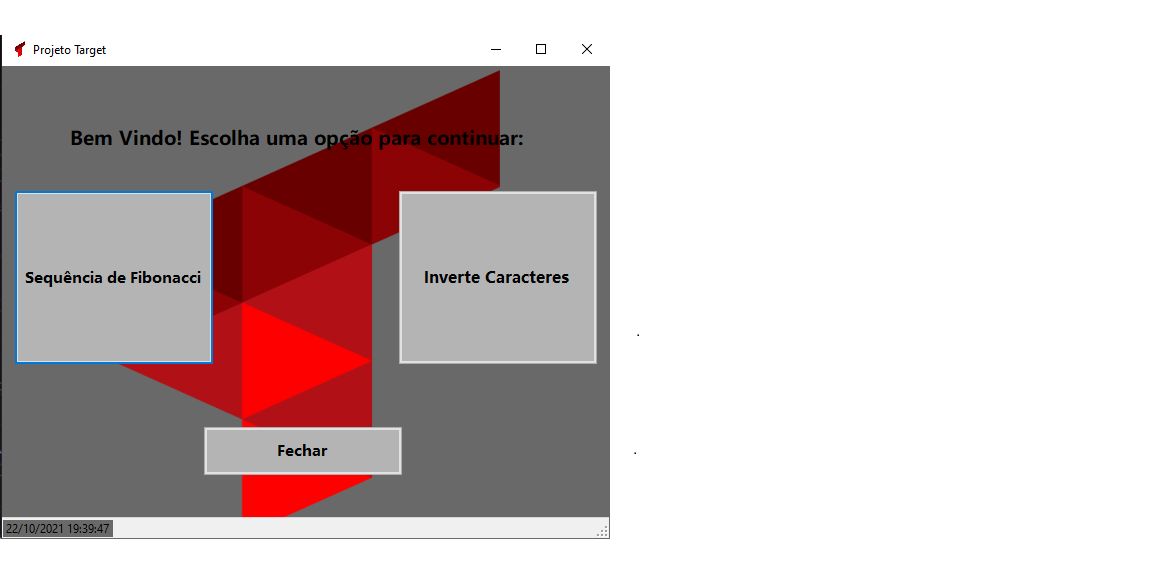 Projeto Target
Bem Vindo! Escolha uma opção para continuar:
Sequência de Fibonacci
Inverte Caracteres
.
Fechar
.
22/10/2021 19:39:47